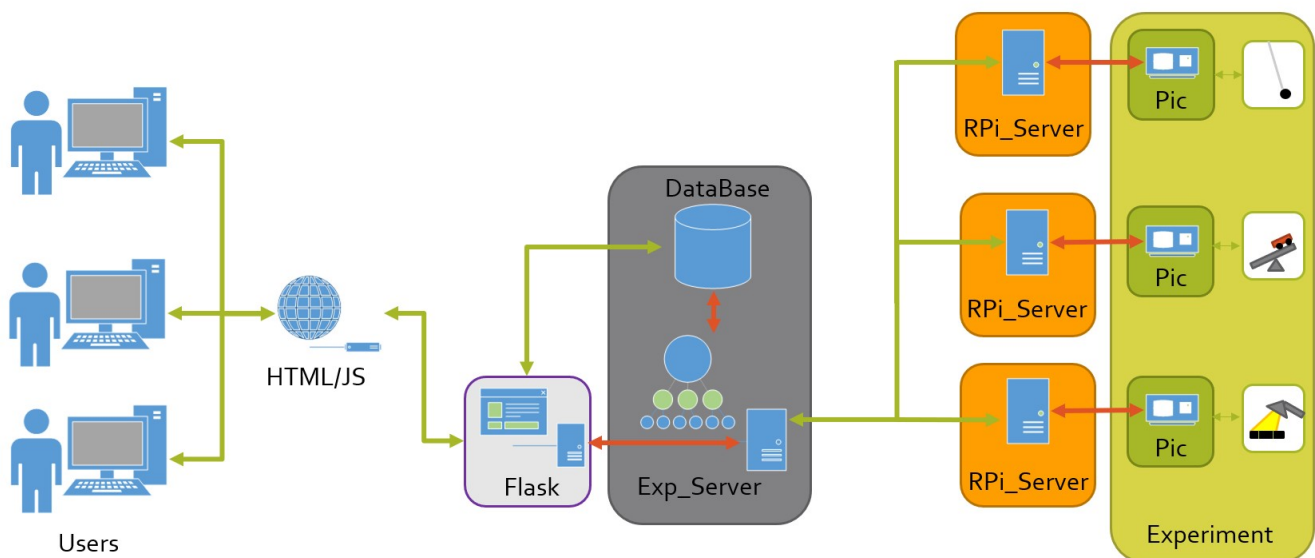 Users
HTML/JS
Flask
DataBase
Exp_Server
RPi_Server
RPi_Server
RPi_Server
Pic
Pic
Pic
Experiment